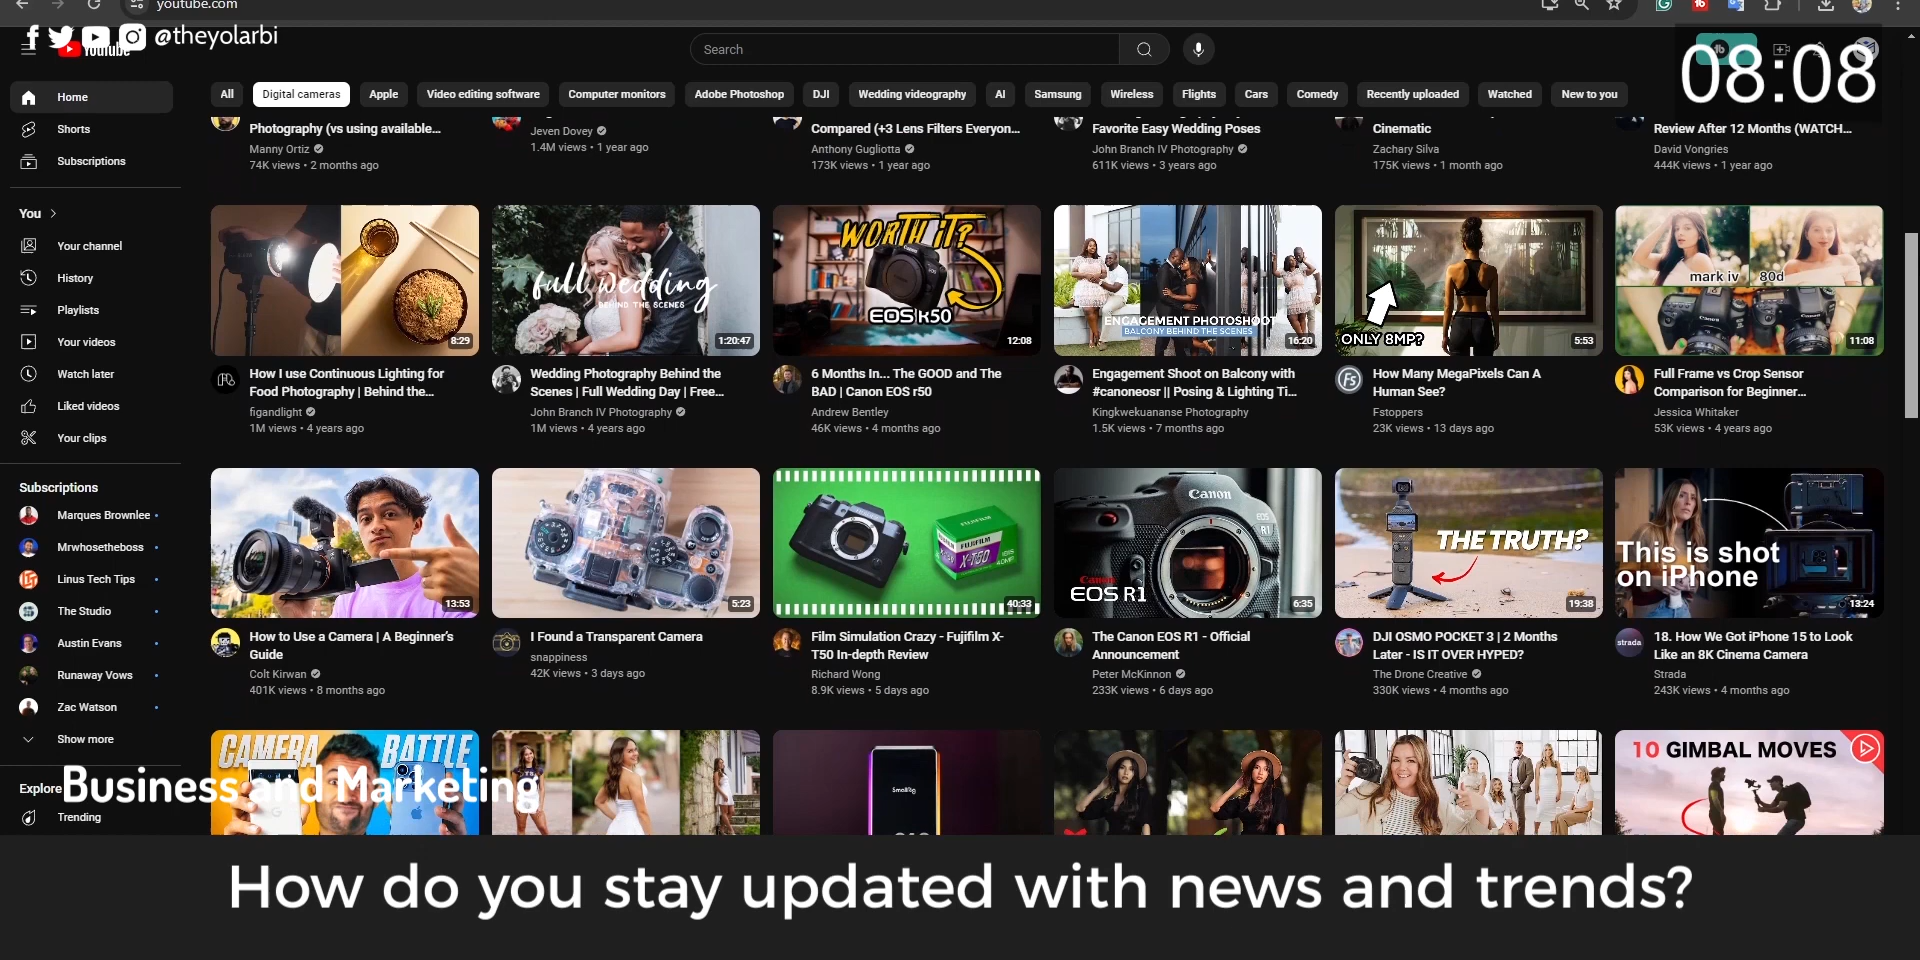 youtube.com
@theyolarbi
YouTube
Search
08:08
Home
Shorts
Subscriptions
You
Your channel
History
Playlists
Your videos
Watch later
Liked videos
Your clips
Subscriptions
Marques Brownlee
Mrwhosetheboss
Linus Tech Tips
The Studio
Austin Evans
Runaway Vows
Zac Watson
Show more
Explore
Trending
All
Digital cameras
Apple
Video editing software
Computer monitors
Adobe Photoshop
DJI
Wedding videography
AI
Samsung
Wireless
Flights
Cars
Comedy
Recently uploaded
Watched
New to you
Photography (vs using available...
Manny Ortiz
74K views • 2 months ago
Jeven Dovey
1.4M views • 1 year ago
Compared (+3 Lens Filters Everyon...
Anthony Gugliotta
173K views • 1 year ago
Favorite Easy Wedding Poses
John Branch IV Photography
611K views • 3 years ago
Cinematic
Zachary Silva
175K views • 1 month ago
Review After 12 Months (WATCH...
David Vongries
444K views • 1 year ago
8:29
How I use Continuous Lighting for
Food Photography | Behind the...
figandlight
1M views • 4 years ago
full wedding
BEHIND THE SCENES
1:20:47
Wedding Photography Behind the
Scenes | Full Wedding Day | Free...
John Branch IV Photography
1M views • 4 years ago
WORTH IT?
EOS R50
12:08
6 Months In... The GOOD and The
BAD | Canon EOS r50
Andrew Bentley
46K views • 4 months ago
ENGAGEMENT PHOTOSHOOT
BALCONY BEHIND THE SCENES
16:20
Engagement Shoot on Balcony with
#canoneosr || Posing & Lighting Ti...
Kingkwekuananse Photography
1.5K views • 7 months ago
ONLY 8MP?
5:53
How Many MegaPixels Can A
Human See?
Fstoppers
23K views • 13 days ago
mark iv
80d
11:08
Full Frame vs Crop Sensor
Comparison for Beginner...
Jessica Whitaker
53K views • 4 years ago
13:53
How to Use a Camera | A Beginner's
Guide
Colt Kirwan
401K views • 8 months ago
5:23
I Found a Transparent Camera
snappiness
42K views • 3 days ago
FUJIFILM
X-T50
40:33
Film Simulation Crazy - Fujifilm X-
T50 In-depth Review
Richard Wong
8.9K views • 5 days ago
Canon
EOS
R1
Canon
EOS R1
6:35
The Canon EOS R1 - Official
Announcement
Peter McKinnon
233K views • 6 days ago
THE TRUTH?
19:38
DJI OSMO POCKET 3 | 2 Months
Later - IS IT OVER HYPED?
The Drone Creative
330K views • 4 months ago
This is shot
on iPhone
13:24
strada
18. How We Got iPhone 15 to Look
Like an 8K Cinema Camera
Strada
243K views • 4 months ago
CAMERA BATTLE
SmallRig
10 GIMBAL MOVES
Business and Marketing
How do you stay updated with news and trends?